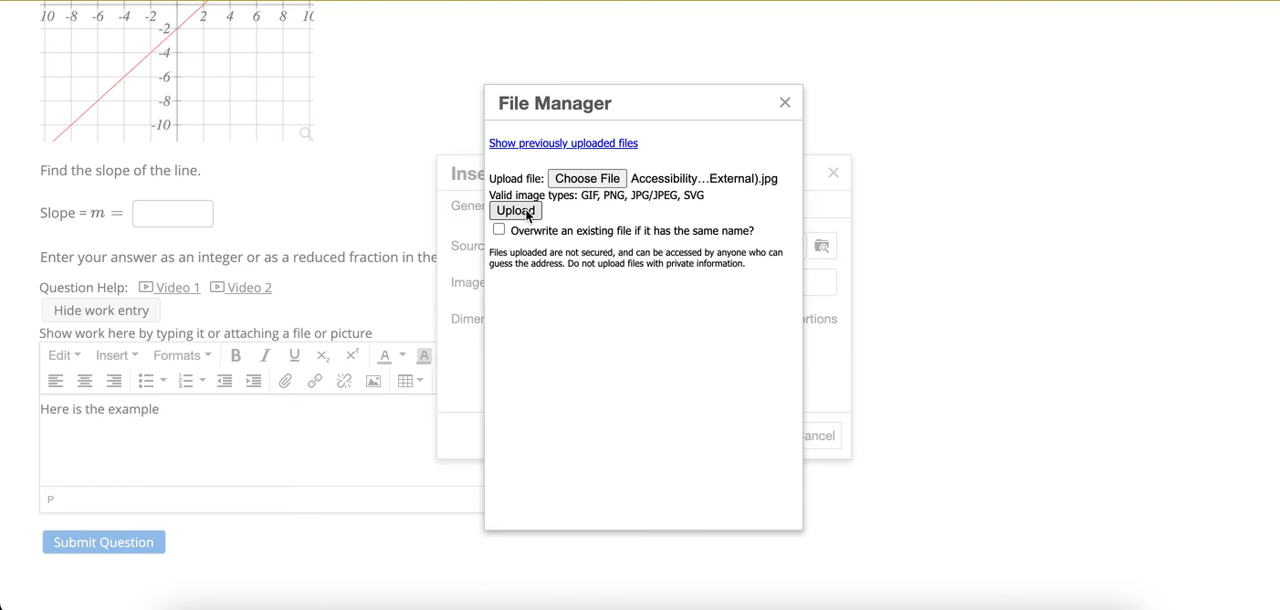 10 -8 -6 -4 -2 2 4 6 8
-2
-4
-6
-8
-10
Find the slope of the line.
Slope = m =
Enter your answer as an integer or as a reduced fraction in the
Question Help: Video 1 Video 2
Hide work entry
Show work here by typing it or attaching a file or picture
Edit Insert Formats B I U X₂ X² A A
Here is the example
P
Submit Question
File Manager ×
Show previously uploaded files
Upload file: Choose File Accessibility...External).jpg
Valid image types: GIF, PNG, JPG/JPEG, SVG
Upload
Overwrite an existing file if it has the same name?
Files uploaded are not secured, and can be accessed by anyone who can
guess the address. Do not upload files with private information.
Inse
Gener
Sourc
Image
Dimer
ortions
ancel